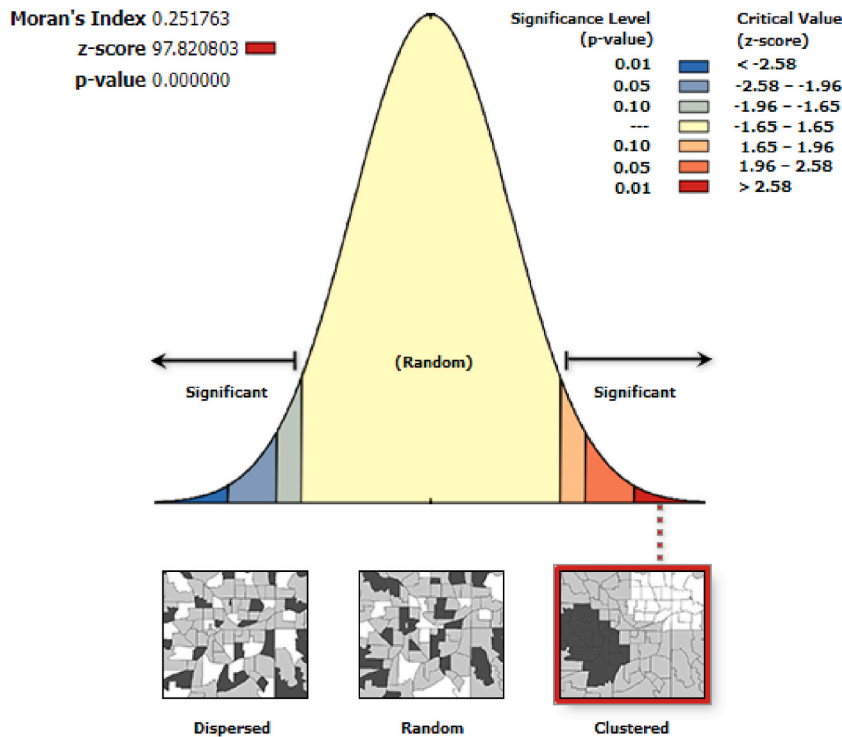 Moran's Index 0.251763
z-score 97.820803
p-value 0.000000
Significance Level
(p-value)
Critical Value
(z-score)
0.01 < -2.58
0.05 -2.58 – -1.96
0.10 -1.96 – -1.65
--- -1.65 – 1.65
0.10 1.65 – 1.96
0.05 1.96 – 2.58
0.01 > 2.58
(Random)
Significant
Significant
Dispersed
Random
Clustered